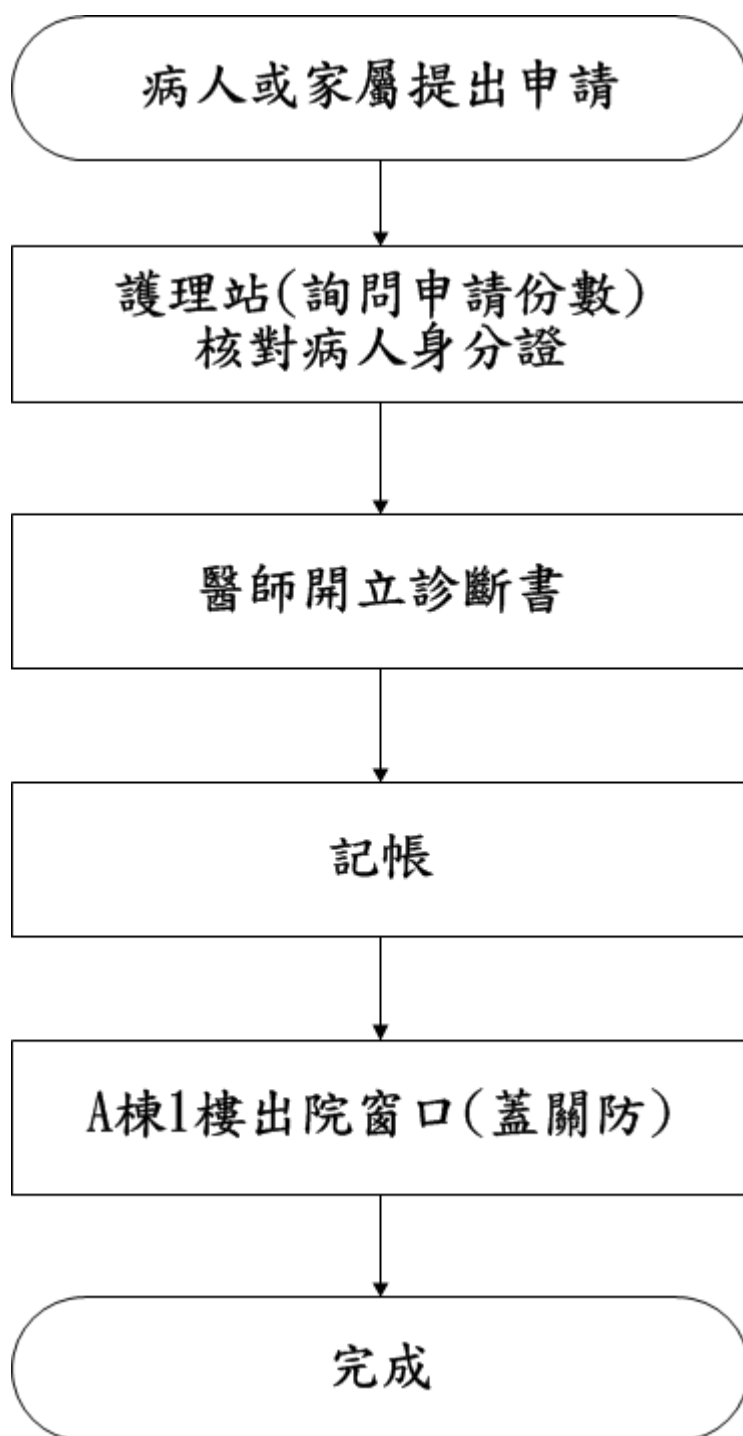 病人或家屬提出申請
護理站(詢問申請份數)
核對病人身分證
醫師開立診斷書
記帳
A棟1樓出院窗口(蓋關防)
完成